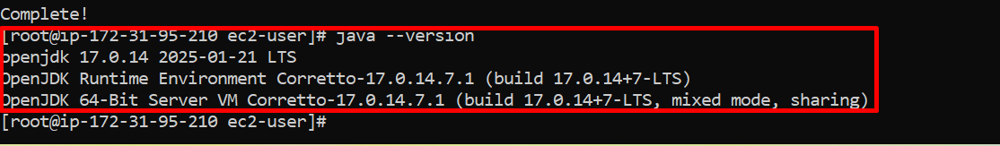 Complete!
[root@ip-172-31-95-210 ec2-user]# java --version
openjdk 17.0.14 2025-01-21 LTS
OpenJDK Runtime Environment Corretto-17.0.14.7.1 (build 17.0.14+7-LTS)
OpenJDK 64-Bit Server VM Corretto-17.0.14.7.1 (build 17.0.14+7-LTS, mixed mode, sharing)
[root@ip-172-31-95-210 ec2-user]#